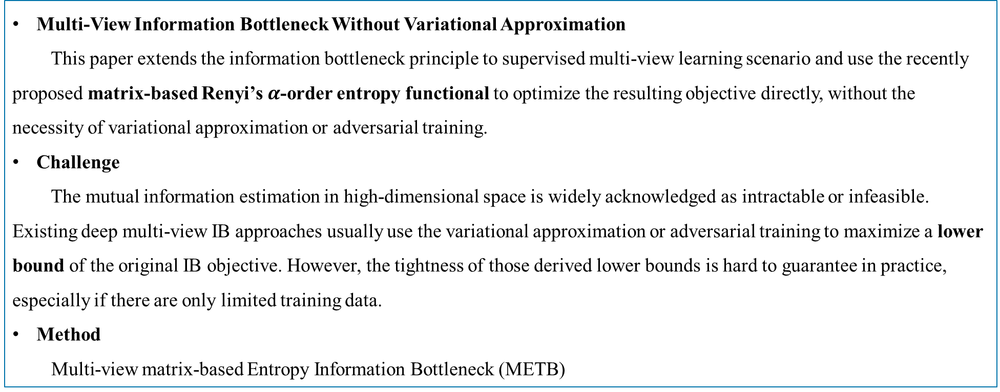 • Multi-View Information Bottleneck Without Variational Approximation
This paper extends the information bottleneck principle to supervised multi-view learning scenario and use the recently
proposed matrix-based Renyi’s α-order entropy functional to optimize the resulting objective directly, without the
necessity of variational approximation or adversarial training.
• Challenge
The mutual information estimation in high-dimensional space is widely acknowledged as intractable or infeasible.
Existing deep multi-view IB approaches usually use the variational approximation or adversarial training to maximize a lower
bound of the original IB objective. However, the tightness of those derived lower bounds is hard to guarantee in practice,
especially if there are only limited training data.
• Method
Multi-view matrix-based Entropy Information Bottleneck (METB)